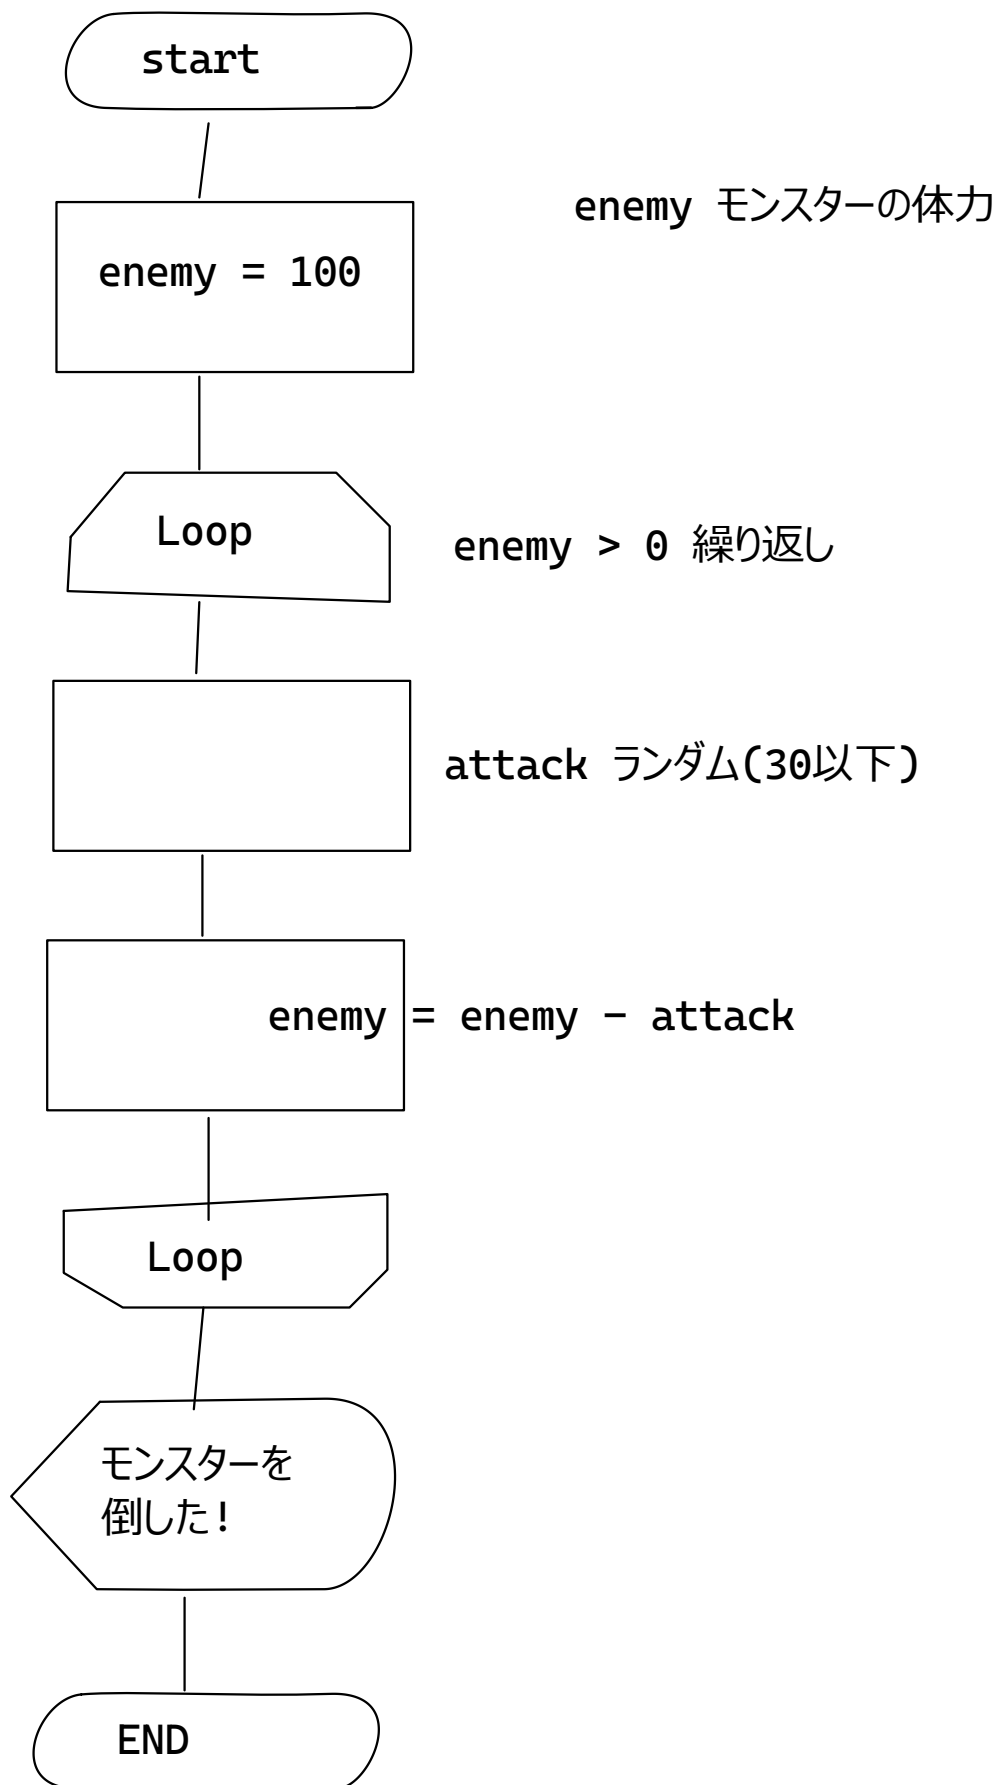 start
enemy モンスターの体力
enemy = 100
Loop
enemy > 0 繰り返し
attack ランダム(30以下)
enemy = enemy - attack
Loop
モンスターを
倒した!
END